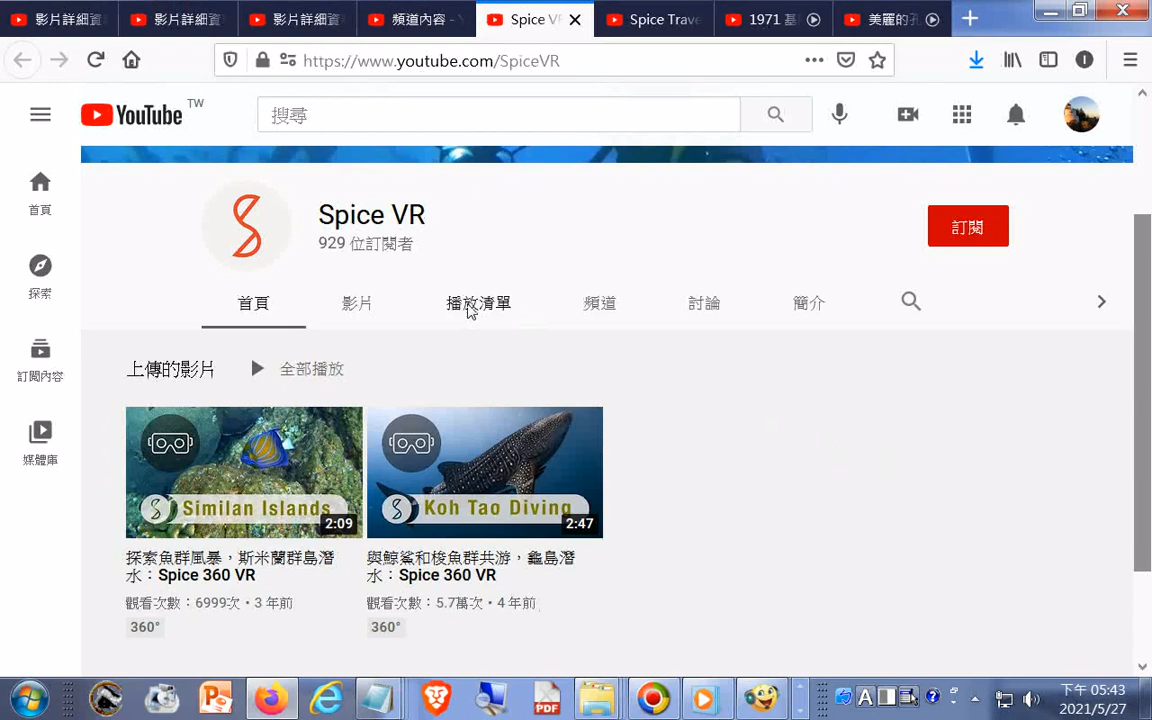 影片詳細資
影片詳細資
影片詳細資
頻道內容 - Y
Spice VR
Spice Trave
1971 基
美麗的孔
https://www.youtube.com/SpiceVR
YouTube TW
搜尋
首頁
探索
訂閱內容
媒體庫
Spice VR
929 位訂閱者
訂閱
首頁
影片
播放清單
頻道
討論
簡介
上傳的影片
全部播放
Similan Islands
2:09
Koh Tao Diving
2:47
探索魚群風暴，斯米蘭群島潛
水：Spice 360 VR
觀看次數：6999次・3 年前
360°
與鯨鯊和梭魚群共游，龜島潛
水：Spice 360 VR
觀看次數：5.7萬次・4 年前
360°
PDF
A
下午 05:43
2021/5/27